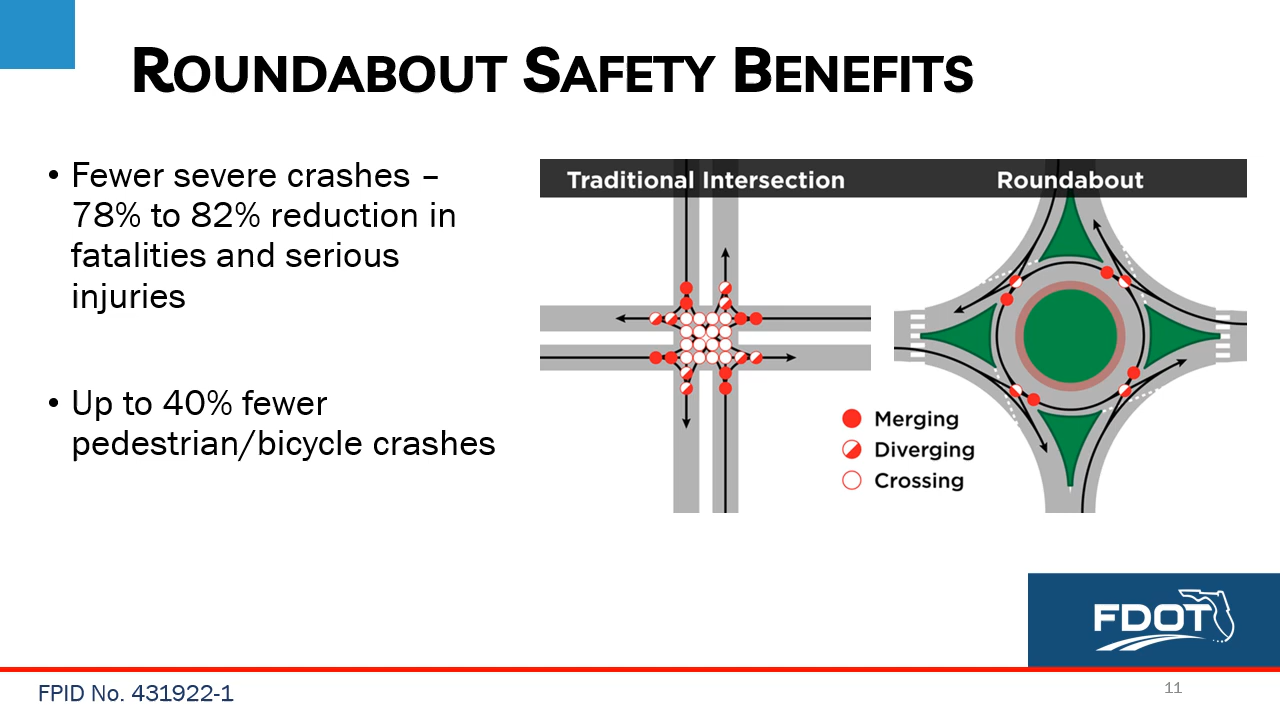 ROUNDABOUT SAFETY BENEFITS
• Fewer severe crashes –
78% to 82% reduction in
fatalities and serious
injuries
• Up to 40% fewer
pedestrian/bicycle crashes
Traditional Intersection
Roundabout
Merging
Diverging
Crossing
FDOT
FPID No. 431922-1
11